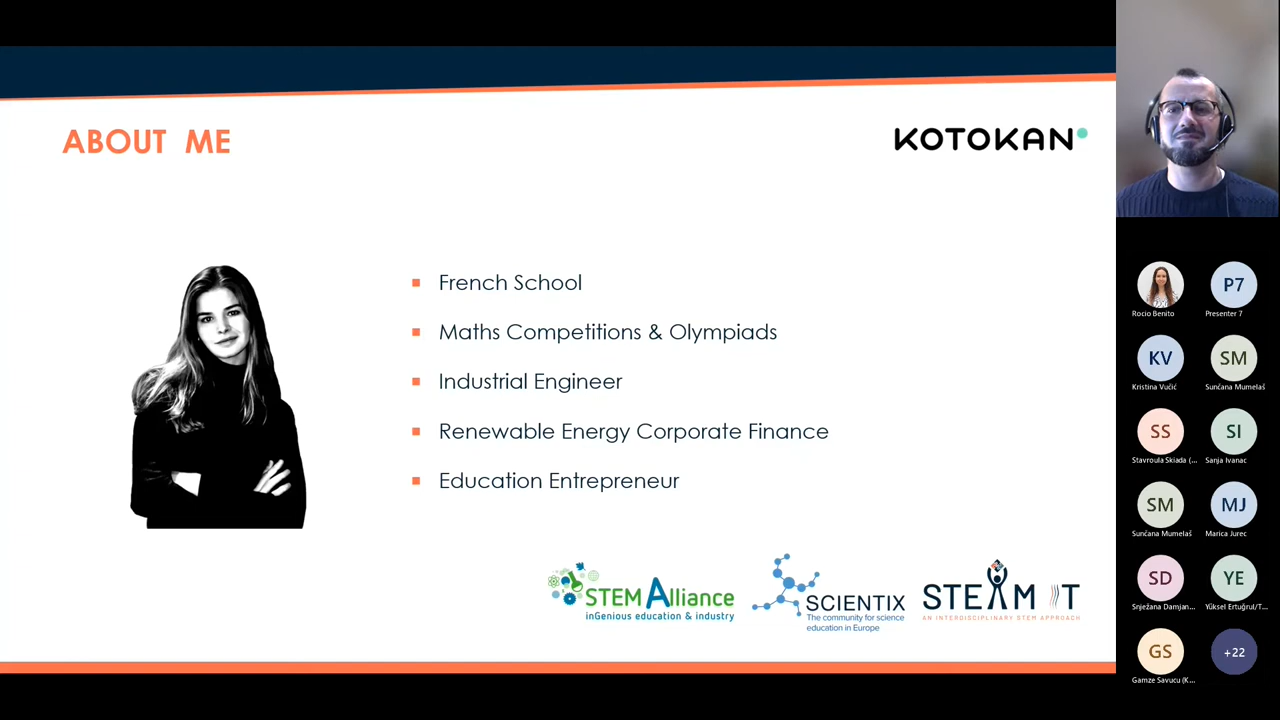 ABOUT ME
KOTOKAN
French School
Maths Competitions & Olympiads
Industrial Engineer
Renewable Energy Corporate Finance
Education Entrepreneur
STEM Alliance
inGenious education & industry
SCIENTIX
The community for science
education in Europe
STEAM IT
AN INTERDISCIPLINARY STEM APPROACH
Rocio Benito
P7
Presenter 7
KV
Kristina Vučić
SM
Sunčana Mumelaš
SS
Stavroula Skiada (...
SI
Sanja Ivanac
SM
Sunčana Mumelaš
MJ
Marica Jurec
SD
Snježana Damjan...
YE
Yüksel Ertuğrul/T...
GS
Gamze Savucu (K...
+22